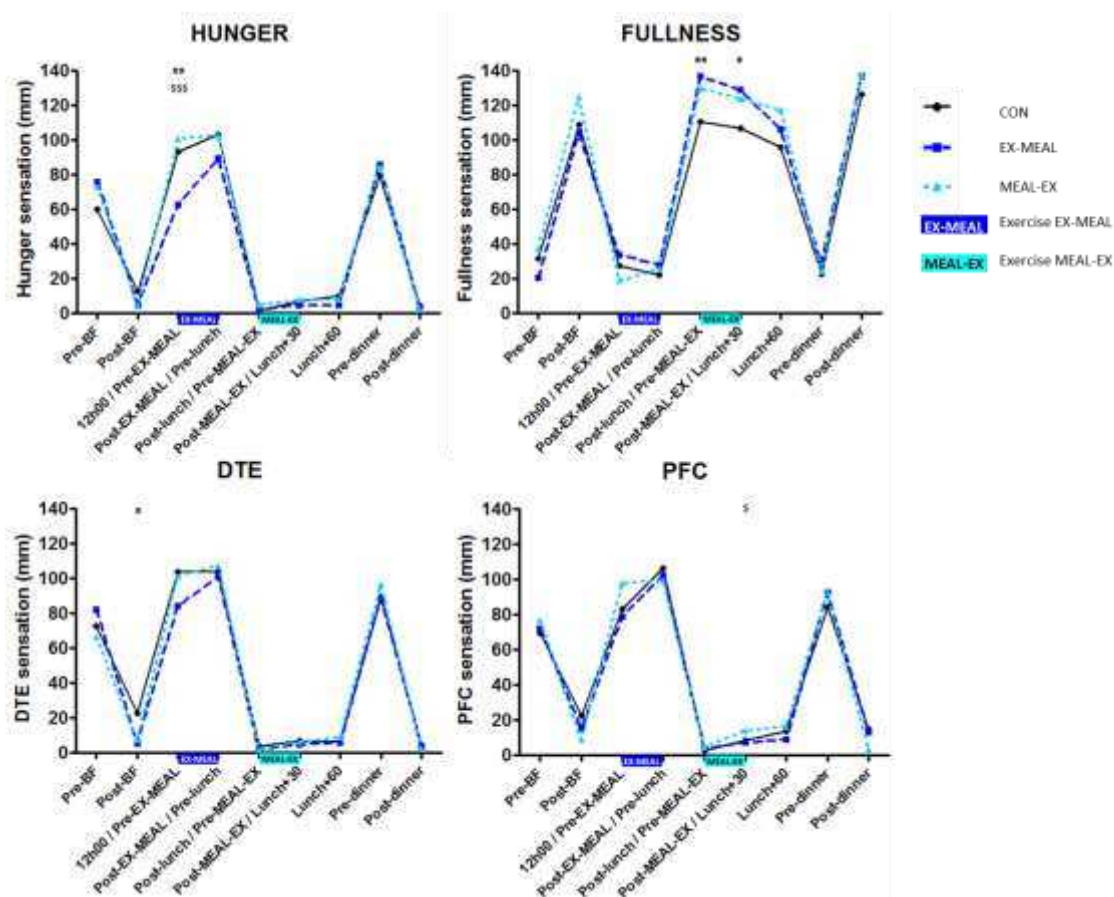 HUNGER
**
$$$
Hunger sensation (mm)
140
120
100
80
60
40
20
0
EX-MEAL
MEAL-EX
Pre-BF
Post-BF
12h00 / Pre-EX-MEAL
Post-EX-MEAL / Pre-lunch
Post-lunch / Pre-MEAL-EX
Post-MEAL-EX / Lunch+30
Lunch+60
Pre-dinner
Post-dinner
FULLNESS
Fullness sensation (mm)
140
120
100
80
60
40
20
0
EX-MEAL
MEAL-EX
Pre-BF
Post-BF
12h00 / Pre-EX-MEAL
Post-EX-MEAL / Pre-lunch
Post-lunch / Pre-MEAL-EX
Post-MEAL-EX / Lunch+30
Lunch+60
Pre-dinner
Post-dinner
CON
EX-MEAL
MEAL-EX
EX-MEAL Exercise EX-MEAL
MEAL-EX Exercise MEAL-EX
DTE
DTE sensation (mm)
140
120
100
80
60
40
20
0
EX-MEAL
MEAL-EX
Pre-BF
Post-BF
12h00 / Pre-EX-MEAL
Post-EX-MEAL / Pre-lunch
Post-lunch / Pre-MEAL-EX
Post-MEAL-EX / Lunch+30
Lunch+60
Pre-dinner
Post-dinner
PFC
$
PFC sensation (mm)
140
120
100
80
60
40
20
0
EX-MEAL
MEAL-EX
Pre-BF
Post-BF
12h00 / Pre-EX-MEAL
Post-EX-MEAL / Pre-lunch
Post-lunch / Pre-MEAL-EX
Post-MEAL-EX / Lunch+30
Lunch+60
Pre-dinner
Post-dinner